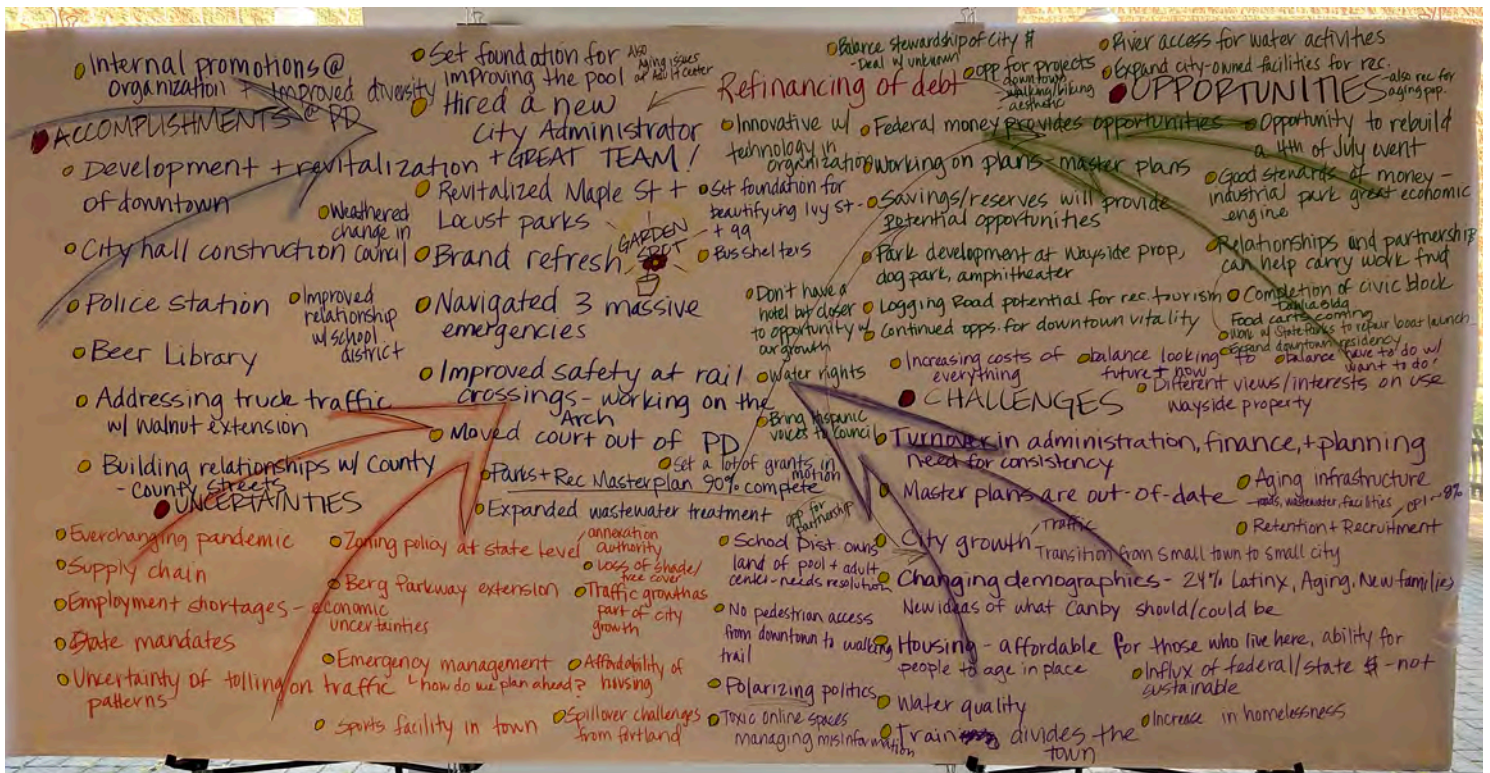 Internal promotions @
organization + improved diversity
@ PD
ACCOMPLISHMENTS
Development + revitalization
of downtown
Weathered
change in
council
City hall construction
Police Station
Improved
relationship
w/ school
district
Beer Library
Addressing truck traffic
w/ walnut extension
Building relationships w/ County
- County streets
Set foundation for
improving the pool
Also
Aging issues
at Adult Center
Hired a new
City Administrator
+ GREAT TEAM!
Revitalized Maple St +
Locust parks
Brand refresh
GARDEN
SPOT
Navigated 3 massive
emergencies
Improved safety at rail
crossings - working on the
Arch
Moved court out of PD
Set a lot of grants in
motion
Parks + Rec Masterplan 90% complete
Expanded wastewater treatment
Refinancing of debt
Innovative w/
technology in
organization
Set foundation for
beautifying Ivy St -
+ 99
Bus shelters
Balance stewardship of City $
- Deal w/ unknown
opp for projects
downtown
walking/biking
aesthetic
River access for water activities
Expand city-owned facilities for rec.
- also rec for
aging pop.
OPPORTUNITIES
Federal money provides opportunities
Working on plans - master plans
Savings/reserves will provide
potential opportunities
Park development at Wayside prop,
dog park, amphitheater
Logging Road potential for rec. tourism
Continued opps. for downtown vitality
Don't have a
hotel but closer
to opportunity w/
our growth
Water rights
Bring Hispanic
voices to Council
Opportunity to rebuild
a 4th of July event
Good stewards of money -
industrial park great economic
engine
Relationships and partnership
can help carry work fwd
Completion of civic block
Dahlia Bldg
Food carts coming
Work w/ State Parks to repair boat launch
Expand downtown residency
UNCERTAINTIES
Everchanging pandemic
Supply chain
Employment shortages - economic
uncertainties
State mandates
Uncertainty of tolling on traffic
patterns
Zoning policy at state level
annexation
authority
Loss of shade/
tree cover
Berg Parkway extension
Traffic growth as
part of city
growth
Emergency management
how do we plan ahead?
Affordability of
housing
Sports facility in town
Spillover challenges
from Portland
Increasing costs of
everything
balance looking to
future + now
balance have to do w/
want to do!
CHALLENGES
Different views/interests on use
Wayside property
Turnover in administration, finance, + planning
need for consistency
Master plans are out-of-date
Aging infrastructure
- roads, wastewater, facilities
Retention + Recruitment
City growth
Traffic
Transition from small town to small city
Changing demographics - 24% Latinx, Aging, New families
New ideas of what Canby should/could be
Housing - affordable for those who live here, ability for
people to age in place
Influx of federal/state $ - not
sustainable
Water quality
Increase in homelessness
Train divides the
town
opp for
partnership
School Dist owns
land of pool + adult
center - needs resolution
No pedestrian access
from downtown to walking
trail
Polarizing politics
Toxic online spaces
managing misinformation